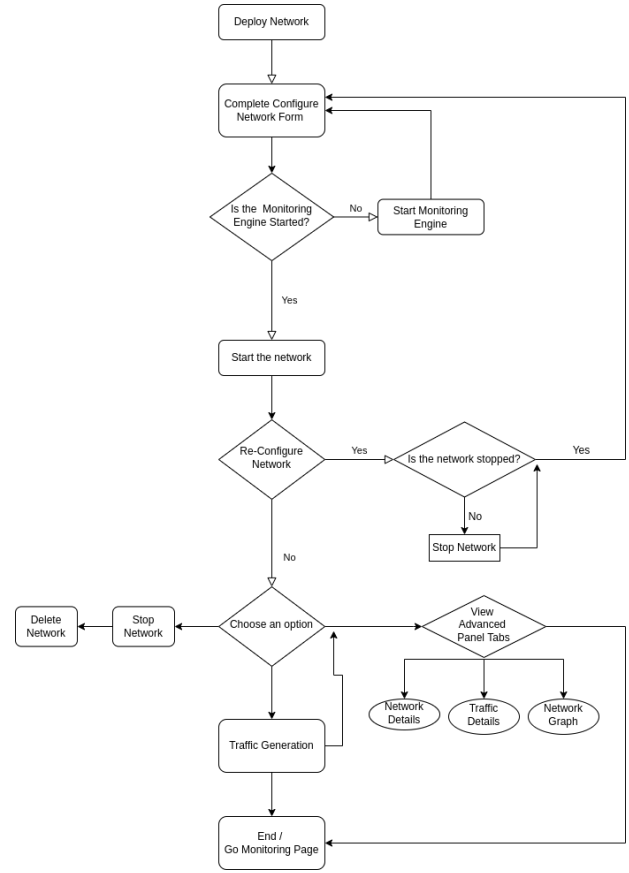 Deploy Network
Complete Configure
Network Form
Is the Monitoring
Engine Started?
No
Start Monitoring
Engine
Yes
Start the network
Re-Configure
Network
Yes
Is the network stopped?
Yes
No
Stop Network
No
Delete
Network
Stop
Network
Choose an option
View
Advanced
Panel Tabs
Network
Details
Traffic
Details
Network
Graph
Traffic Generation
End /
Go Monitoring Page